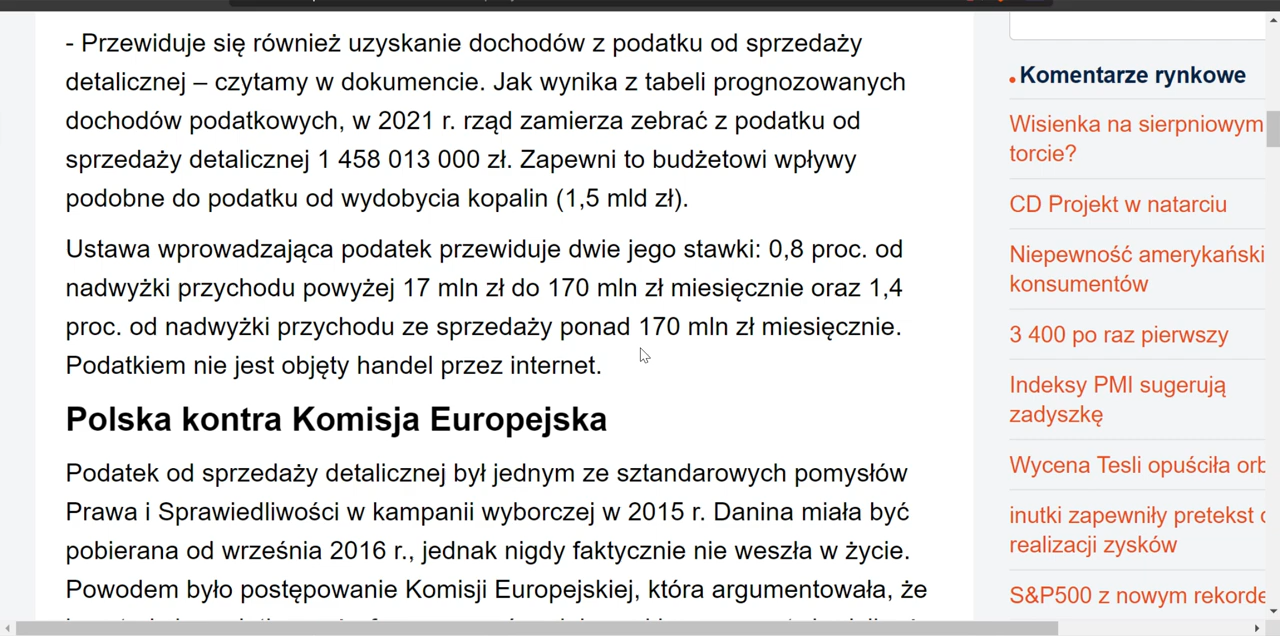 - Przewiduje się również uzyskanie dochodów z podatku od sprzedaży
detalicznej – czytamy w dokumencie. Jak wynika z tabeli prognozowanych
dochodów podatkowych, w 2021 r. rząd zamierza zebrać z podatku od
sprzedaży detalicznej 1 458 013 000 zł. Zapewni to budżetowi wpływy
podobne do podatku od wydobycia kopalin (1,5 mld zł).
Ustawa wprowadzająca podatek przewiduje dwie jego stawki: 0,8 proc. od
nadwyżki przychodu powyżej 17 mln zł do 170 mln zł miesięcznie oraz 1,4
proc. od nadwyżki przychodu ze sprzedaży ponad 170 mln zł miesięcznie.
Podatkiem nie jest objęty handel przez internet.
Polska kontra Komisja Europejska
Podatek od sprzedaży detalicznej był jednym ze sztandarowych pomysłów
Prawa i Sprawiedliwości w kampanii wyborczej w 2015 r. Danina miała być
pobierana od września 2016 r., jednak nigdy faktycznie nie weszła w życie.
Powodem było postępowanie Komisji Europejskiej, która argumentowała, że
Komentarze rynkowe
Wisienka na sierpniowym
torcie?
CD Projekt w natarciu
Niepewność amerykański
konsumentów
3 400 po raz pierwszy
Indeksy PMI sugerują
zadyszkę
Wycena Tesli opuściła orb
inutki zapewniły pretekst
realizacji zysków
S&P500 z nowym rekorde